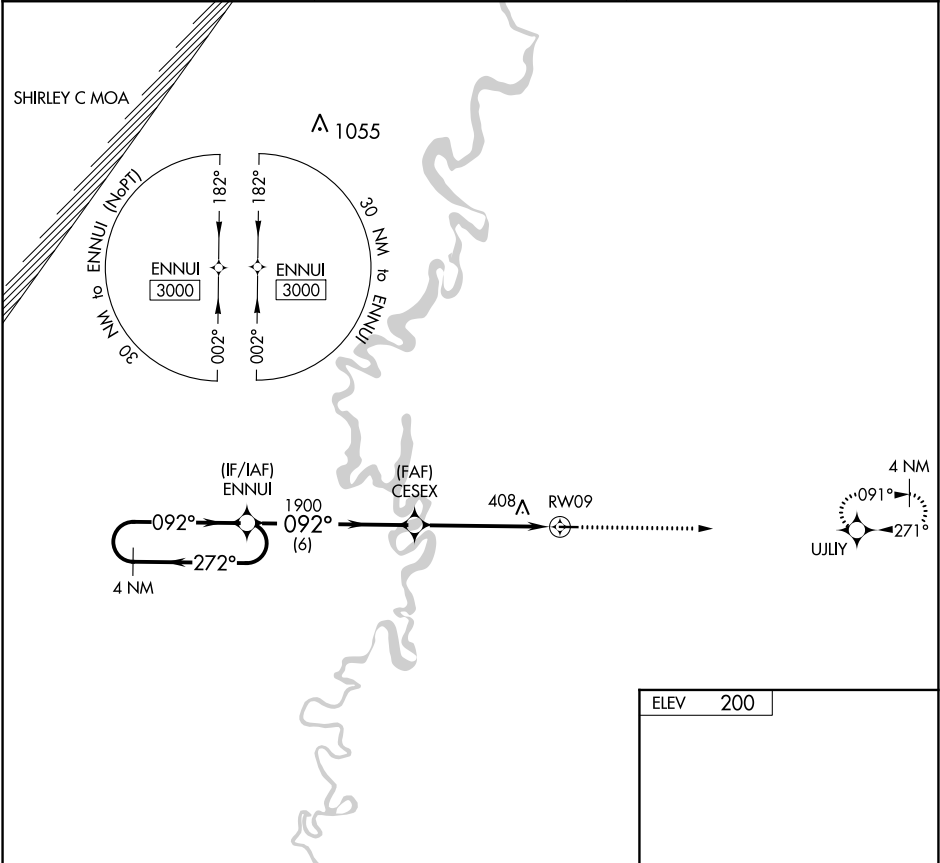 SHIRLEY C MOA
1055
30 NM to ENNUI (NoPT)
182°
182°
30 NM to ENNUI
ENNUI
3000
ENNUI
3000
002°
002°
(IF/IAF)
ENNUI
092°
272°
4 NM
1900
092°
(6)
(FAF)
CESEX
408
RW09
4 NM
091°
271°
UJLIY
ELEV 200